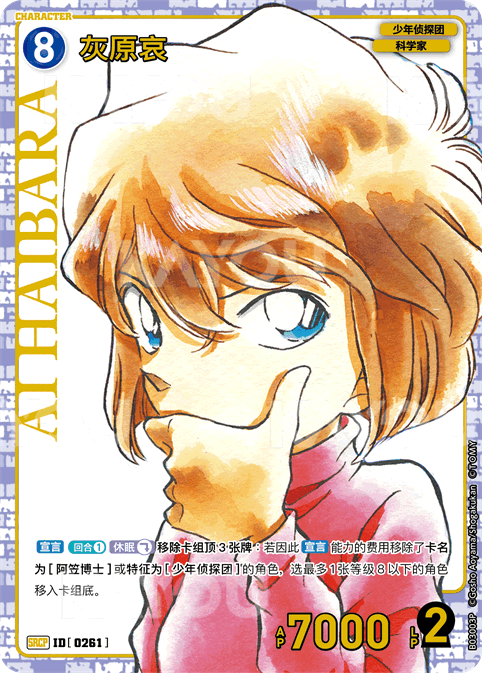 CHARACTER
8
灰原哀
少年侦探团
科学家
AI HAIBARA
KAYOU
宣言 回合1 休眠 移除卡组顶3张牌：若因此 宣言 能力的费用移除了卡名
为[阿笠博士]或特征为[少年侦探团]的角色，选最多1张等级8以下的角色
移入卡组底。
SRCP ID[0261]
AP 7000
LP 2
B03003P ©Gosho Aoyama/Shogakukan ©TOMY